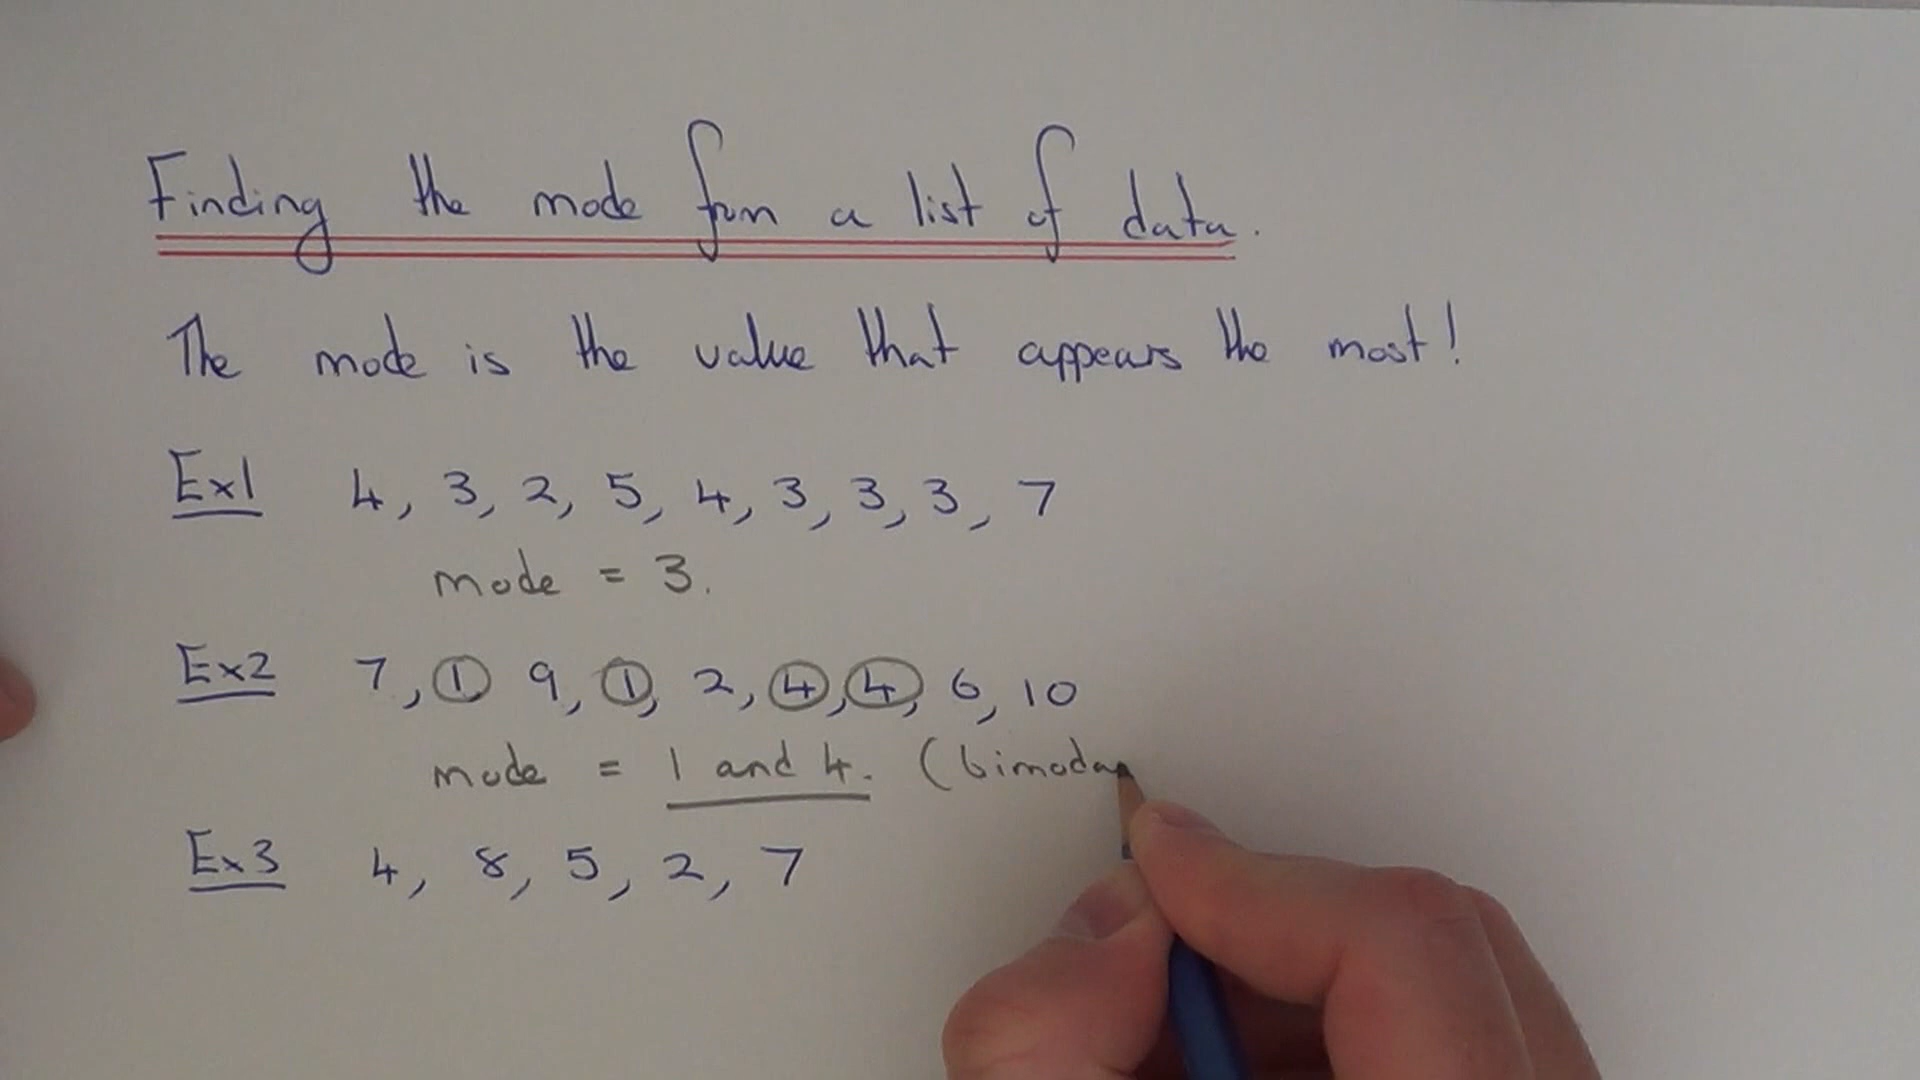 Finding the mode from a list of data.
The mode is the value that appears the most!
Ex1 4, 3, 2, 5, 4, 3, 3, 3, 7
mode = 3.
Ex2 7, 1 9, 1, 2, 4, 4, 6, 10
mode = 1 and 4. (bimoda
Ex3 4, 8, 5, 2, 7